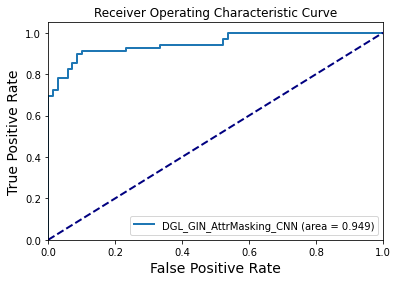 Receiver Operating Characteristic Curve
1.0
0.8
0.6
0.4
0.2
0.0
True Positive Rate
DGL_GIN_AttrMasking_CNN (area = 0.949)
0.0 0.2 0.4 0.6 0.8 1.0
False Positive Rate